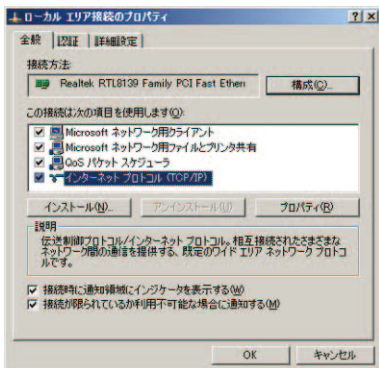 ローカル エリア接続のプロパティ
全般 認証 詳細設定
接続方法:
Realtek RTL8139 Family PCI Fast Ethen 構成(C)...
この接続は次の項目を使用します(O):
Microsoft ネットワーク用クライアント
Microsoft ネットワーク用ファイルとプリンタ共有
QoS パケット スケジューラ
インターネット プロトコル (TCP/IP)
インストール(N)... アンインストール(U) プロパティ(R)
説明
伝送制御プロトコル/インターネット プロトコル。相互接続されたさまざまな
ネットワーク間の通信を提供する、既定のワイド エリア ネットワーク プロトコ
ルです。
接続時に通知領域にインジケータを表示する(W)
接続が限られているか利用不可能な場合に通知する(M)
OK キャンセル